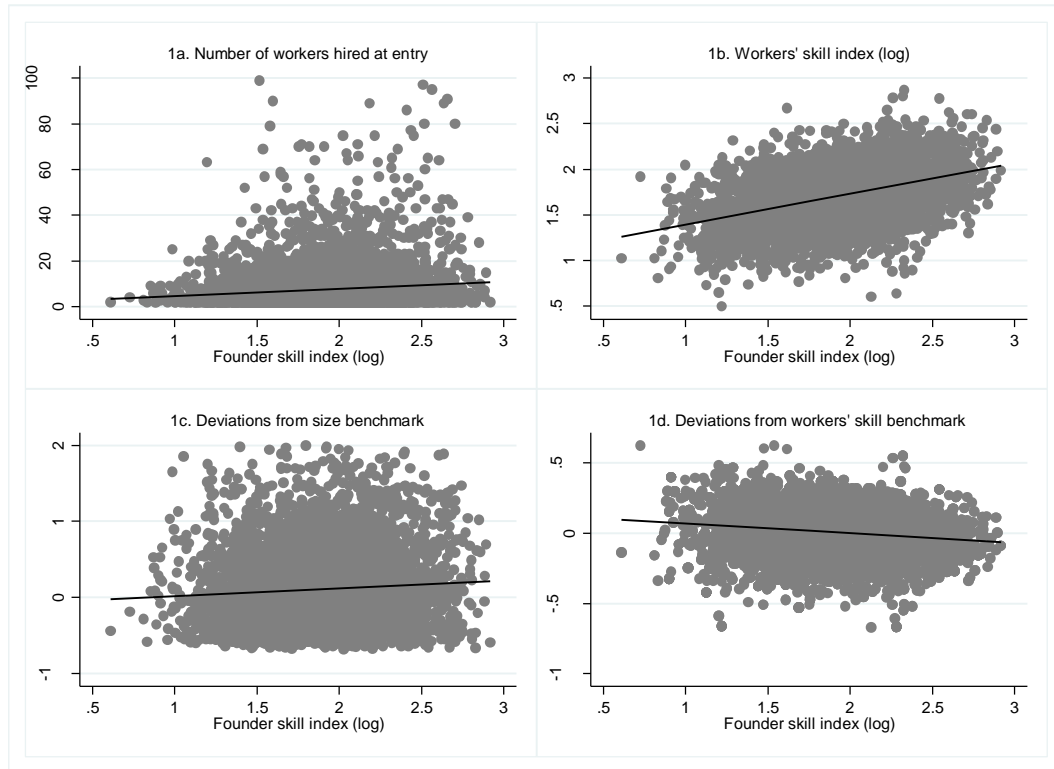 1a. Number of workers hired at entry
100
80
60
40
20
0
.5 1 1.5 2 2.5 3
Founder skill index (log)
1b. Workers' skill index (log)
3
2.5
2
1.5
1
.5
.5 1 1.5 2 2.5 3
Founder skill index (log)
1c. Deviations from size benchmark
2
1
0
-1
.5 1 1.5 2 2.5 3
Founder skill index (log)
1d. Deviations from workers' skill benchmark
.5
0
-.5
-1
.5 1 1.5 2 2.5 3
Founder skill index (log)